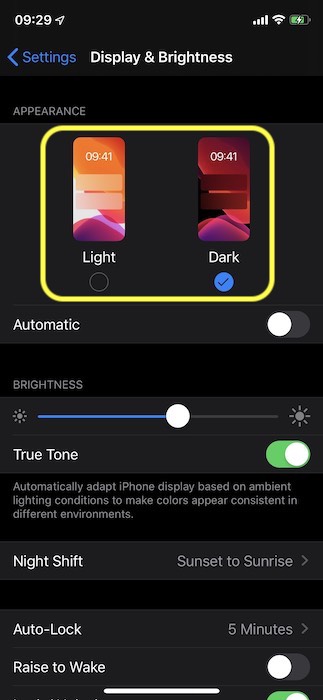 09:29
Settings Display & Brightness
APPEARANCE
09:41 09:41
Light Dark
Automatic
BRIGHTNESS
True Tone
Automatically adapt iPhone display based on ambient
lighting conditions to make colors appear consistent in
different environments.
Night Shift Sunset to Sunrise
Auto-Lock 5 Minutes
Raise to Wake